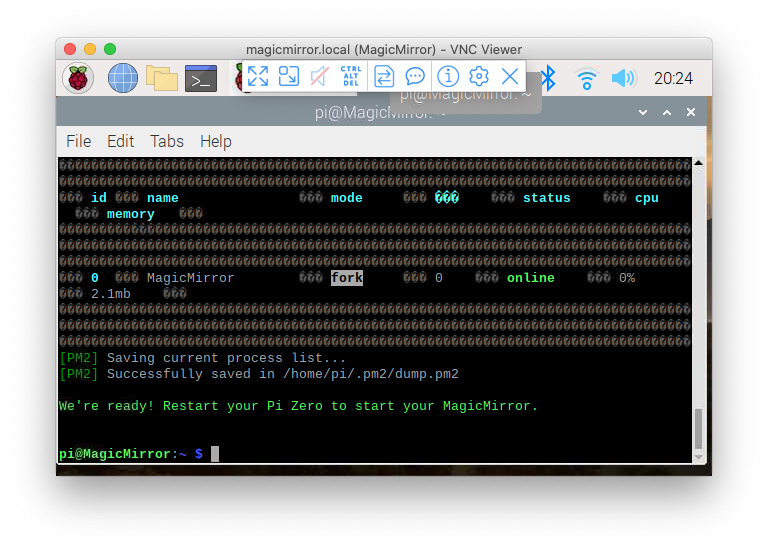 magicmirror.local (MagicMirror) - VNC Viewer
CTRL ALT DEL
20:24
pi@MagicMirror: ~
pi@MagicMirror: ~
File Edit Tabs Help
id name mode ��� status cpu
memory
0 MagicMirror fork 0 online 0%
2.1mb
[PM2] Saving current process list...
[PM2] Successfully saved in /home/pi/.pm2/dump.pm2
We're ready! Restart your Pi Zero to start your MagicMirror.
pi@MagicMirror:~ $